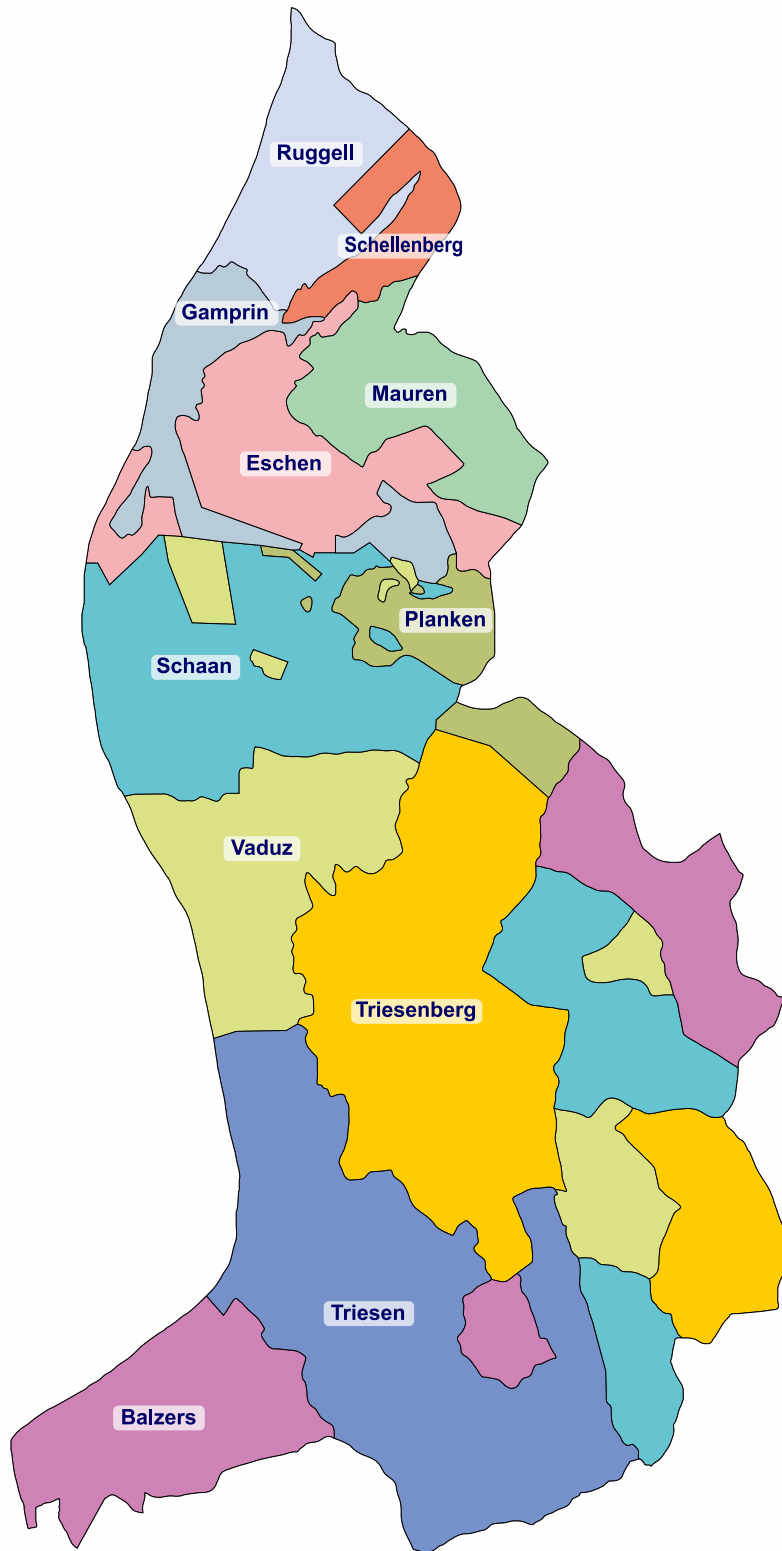 Ruggell
Schellenberg
Gamprin
Mauren
Eschen
Planken
Schaan
Vaduz
Triesenberg
Triesen
Balzers